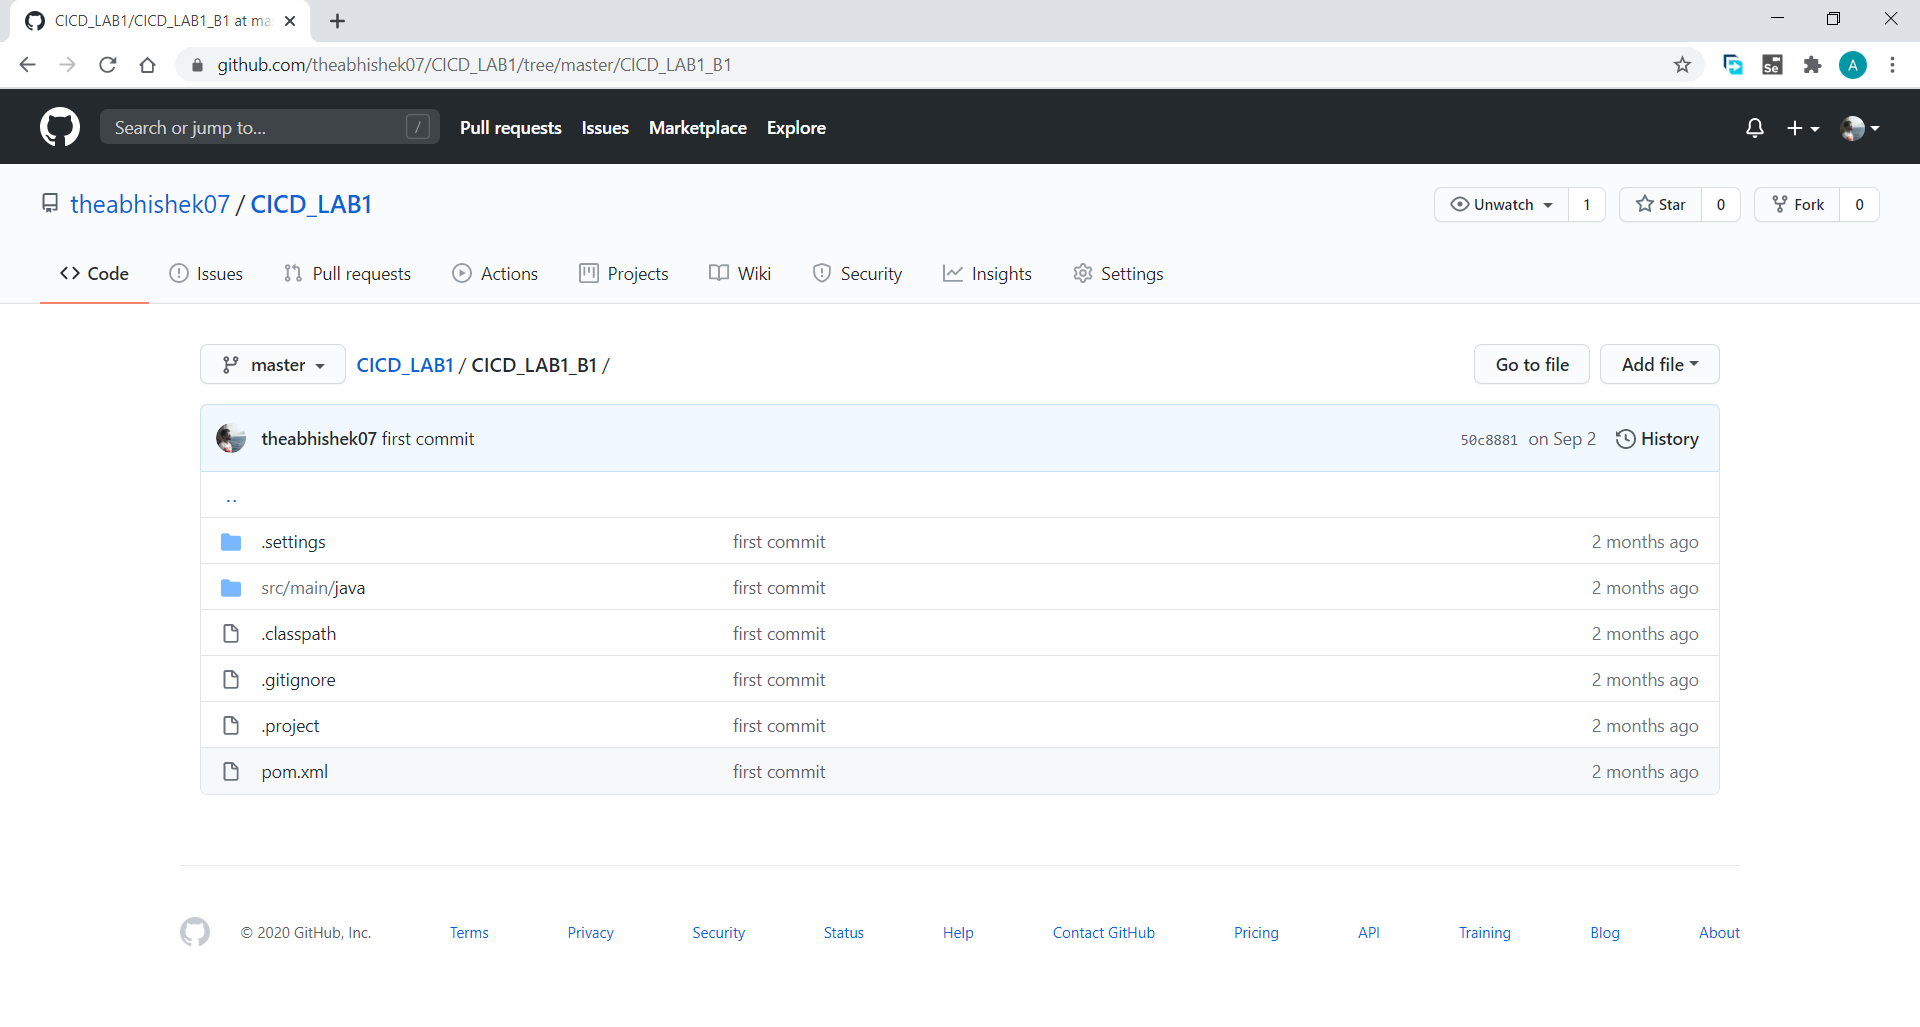 CICD_LAB1/CICD_LAB1_B1 at ma
github.com/theabhishek07/CICD_LAB1/tree/master/CICD_LAB1_B1
Se
A
Search or jump to...
/
Pull requests
Issues
Marketplace
Explore
theabhishek07 / CICD_LAB1
Unwatch 1
Star 0
Fork 0
Code
Issues
Pull requests
Actions
Projects
Wiki
Security
Insights
Settings
master
CICD_LAB1 / CICD_LAB1_B1 /
Go to file
Add file
theabhishek07 first commit
50c8881 on Sep 2
History
..
.settings first commit 2 months ago
src/main/java first commit 2 months ago
.classpath first commit 2 months ago
.gitignore first commit 2 months ago
.project first commit 2 months ago
pom.xml first commit 2 months ago
© 2020 GitHub, Inc.
Terms
Privacy
Security
Status
Help
Contact GitHub
Pricing
API
Training
Blog
About